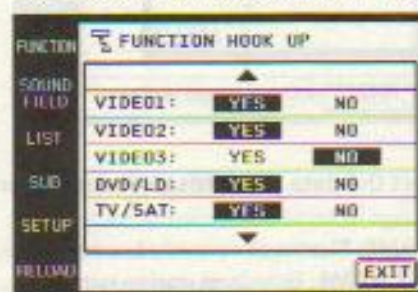 FUNCTION
SOUND FIELD
LIST
SUB
SETUP
RELOAD
FUNCTION HOOK UP
VIDEO1: YES NO
VIDEO2: YES NO
VIDEO3: YES NO
DVD/LD: YES NO
TV/SAT: YES NO
EXIT